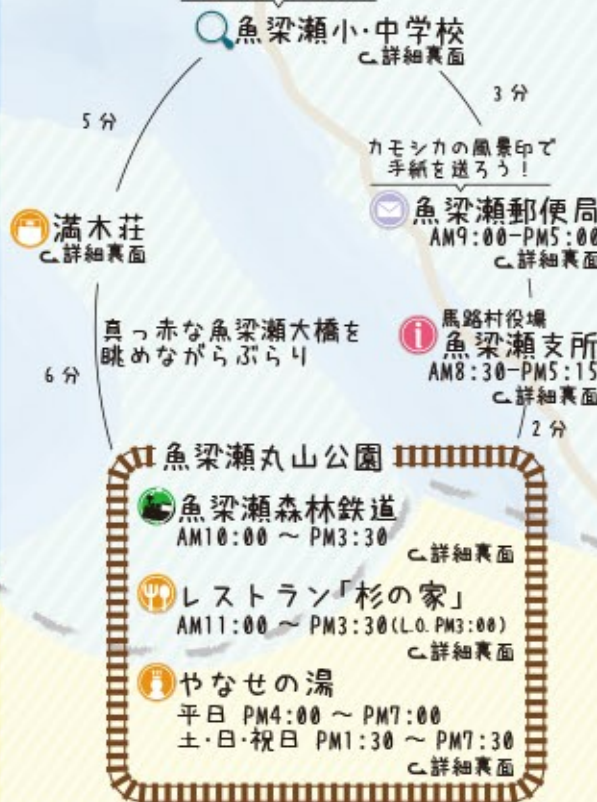 魚梁瀬小・中学校
詳細裏面
3分
5分
カモシカの風景印で
手紙を送ろう！
魚梁瀬郵便局
AM9:00-PM5:00
詳細裏面
満木荘
詳細裏面
馬路村役場
魚梁瀬支所
AM8:30-PM5:15
詳細裏面
真っ赤な魚梁瀬大橋を
眺めながらぶらり
6分
2分
魚梁瀬丸山公園
魚梁瀬森林鉄道
AM10:00 ～ PM3:30
詳細裏面
レストラン「杉の家」
AM11:00 ～ PM3:30(L.O.PM3:00)
詳細裏面
やなせの湯
平日 PM4:00 ～ PM7:00
土・日・祝日 PM1:30 ～ PM7:30
詳細裏面